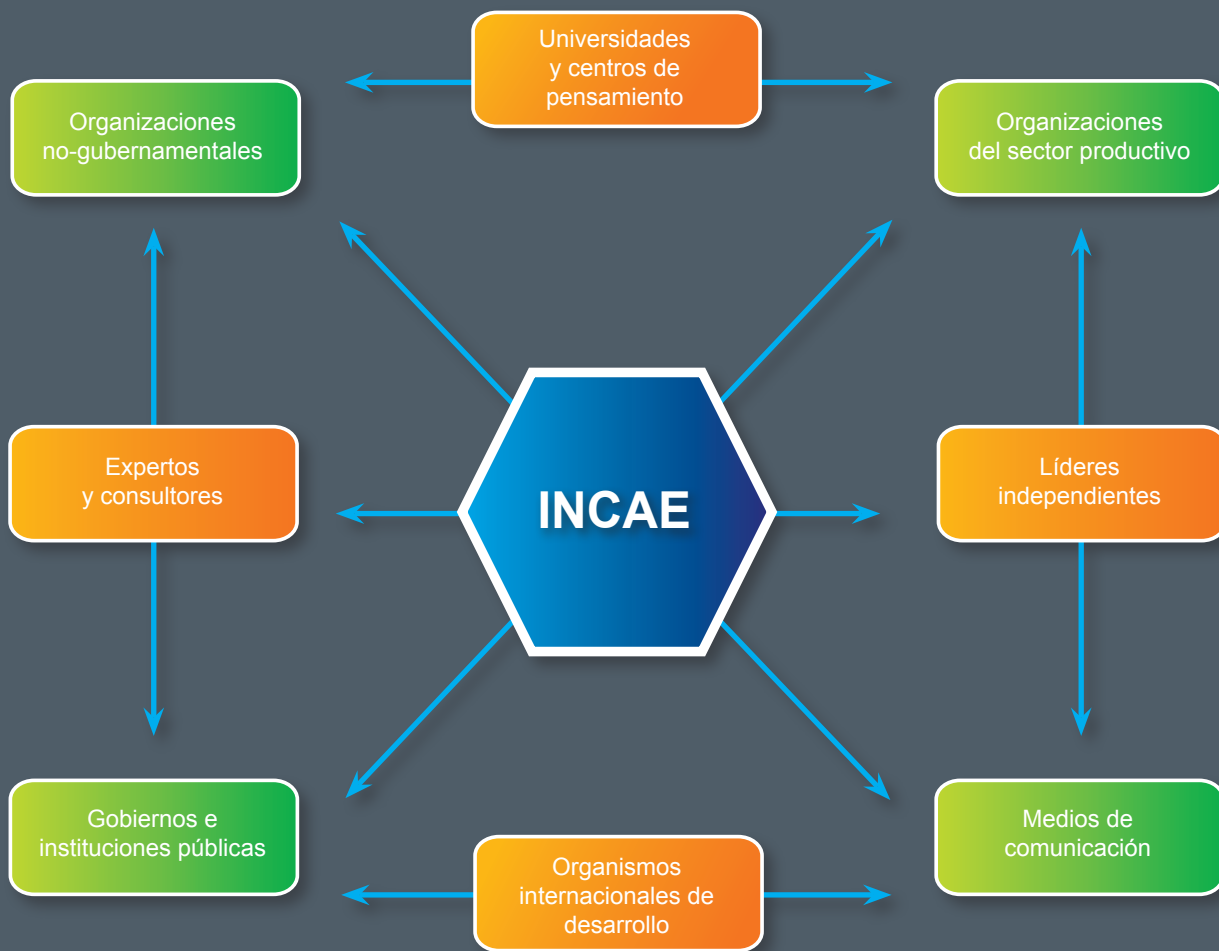 Universidades
y centros de
pensamiento
Organizaciones
no-gubernamentales
Organizaciones
del sector productivo
Expertos
y consultores
INCAE
Líderes
independientes
Gobiernos e
instituciones públicas
Organismos
internacionales de
desarrollo
Medios de
comunicación